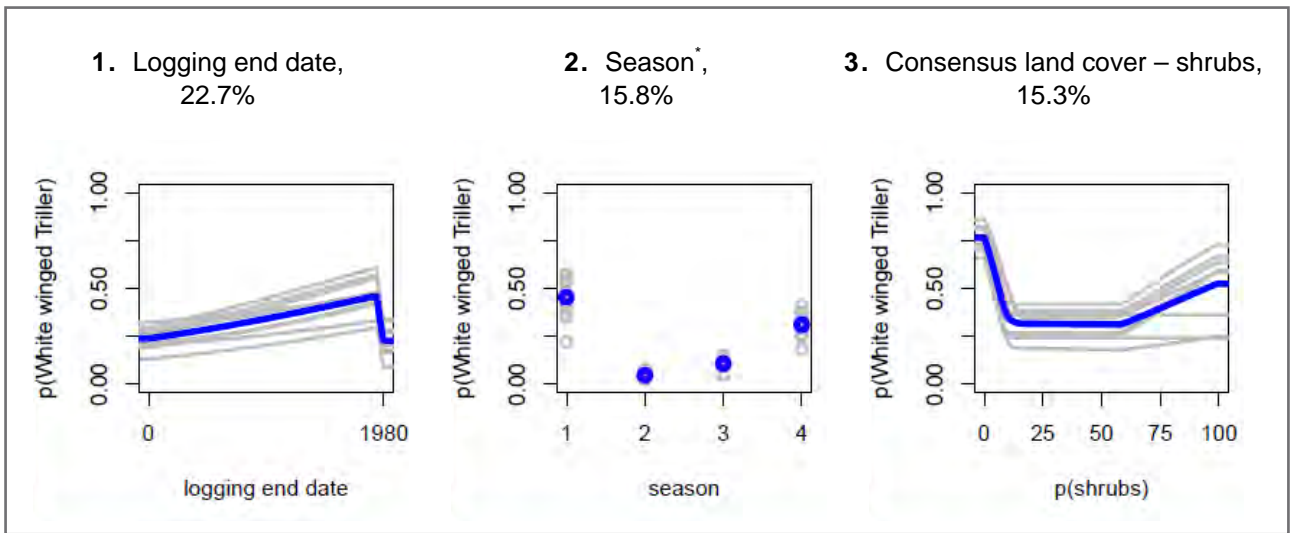 1. Logging end date,
22.7%
2. Season*,
15.8%
3. Consensus land cover – shrubs,
15.3%
p(White winged Triller)
1.00
0.50
0.00
0
1980
logging end date
p(White winged Triller)
1.00
0.50
0.00
1 2 3 4
season
p(White winged Triller)
1.00
0.50
0.00
0 25 50 75 100
p(shrubs)